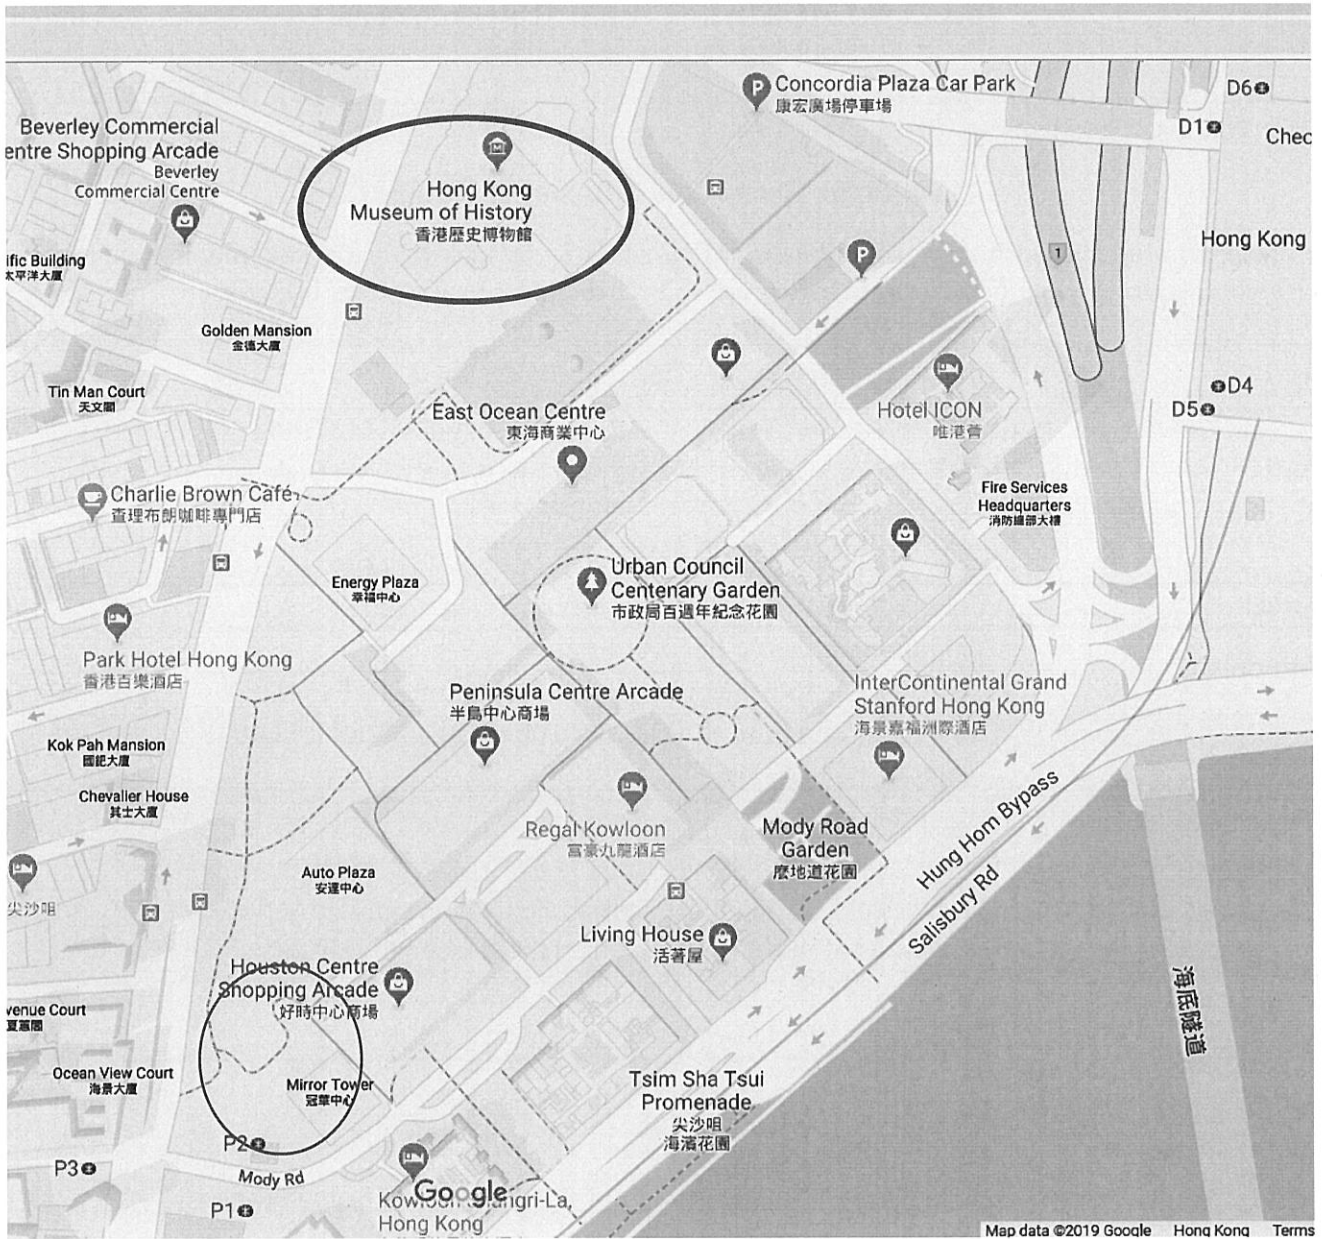 Concordia Plaza Car Park
康宏廣場停車場
D6
D1
Chec
Beverley Commercial
entre Shopping Arcade
Beverley
Commercial Centre
Hong Kong
Museum of History
香港歷史博物館
1
Hong Kong
ific Building
太平洋大廈
Golden Mansion
金德大廈
Tin Man Court
天文閣
East Ocean Centre
東海商業中心
Hotel ICON
唯港薈
D4
D5
Charlie Brown Café
查理布朗咖啡專門店
Fire Services
Headquarters
消防總部大樓
Energy Plaza
幸福中心
Urban Council
Centenary Garden
市政局百週年紀念花園
Park Hotel Hong Kong
香港百樂酒店
Peninsula Centre Arcade
半島中心商場
InterContinental Grand
Stanford Hong Kong
海景嘉福洲際酒店
Kok Pah Mansion
國鈀大廈
Chevalier House
其士大廈
Regal Kowloon
富豪九龍酒店
Mody Road
Garden
麼地道花園
Hung Hom Bypass
Salisbury Rd
Auto Plaza
安達中心
尖沙咀
Living House
活著屋
Houston Centre
Shopping Arcade
好時中心商場
海底隧道
venue Court
夏蕙閣
Ocean View Court
海景大廈
Mirror Tower
冠華中心
Tsim Sha Tsui
Promenade
尖沙咀
海濱花園
P2
P3
Mody Rd
P1
Google
Kowloon Shangri-La,
Hong Kong
Map data ©2019 Google
Hong Kong
Terms